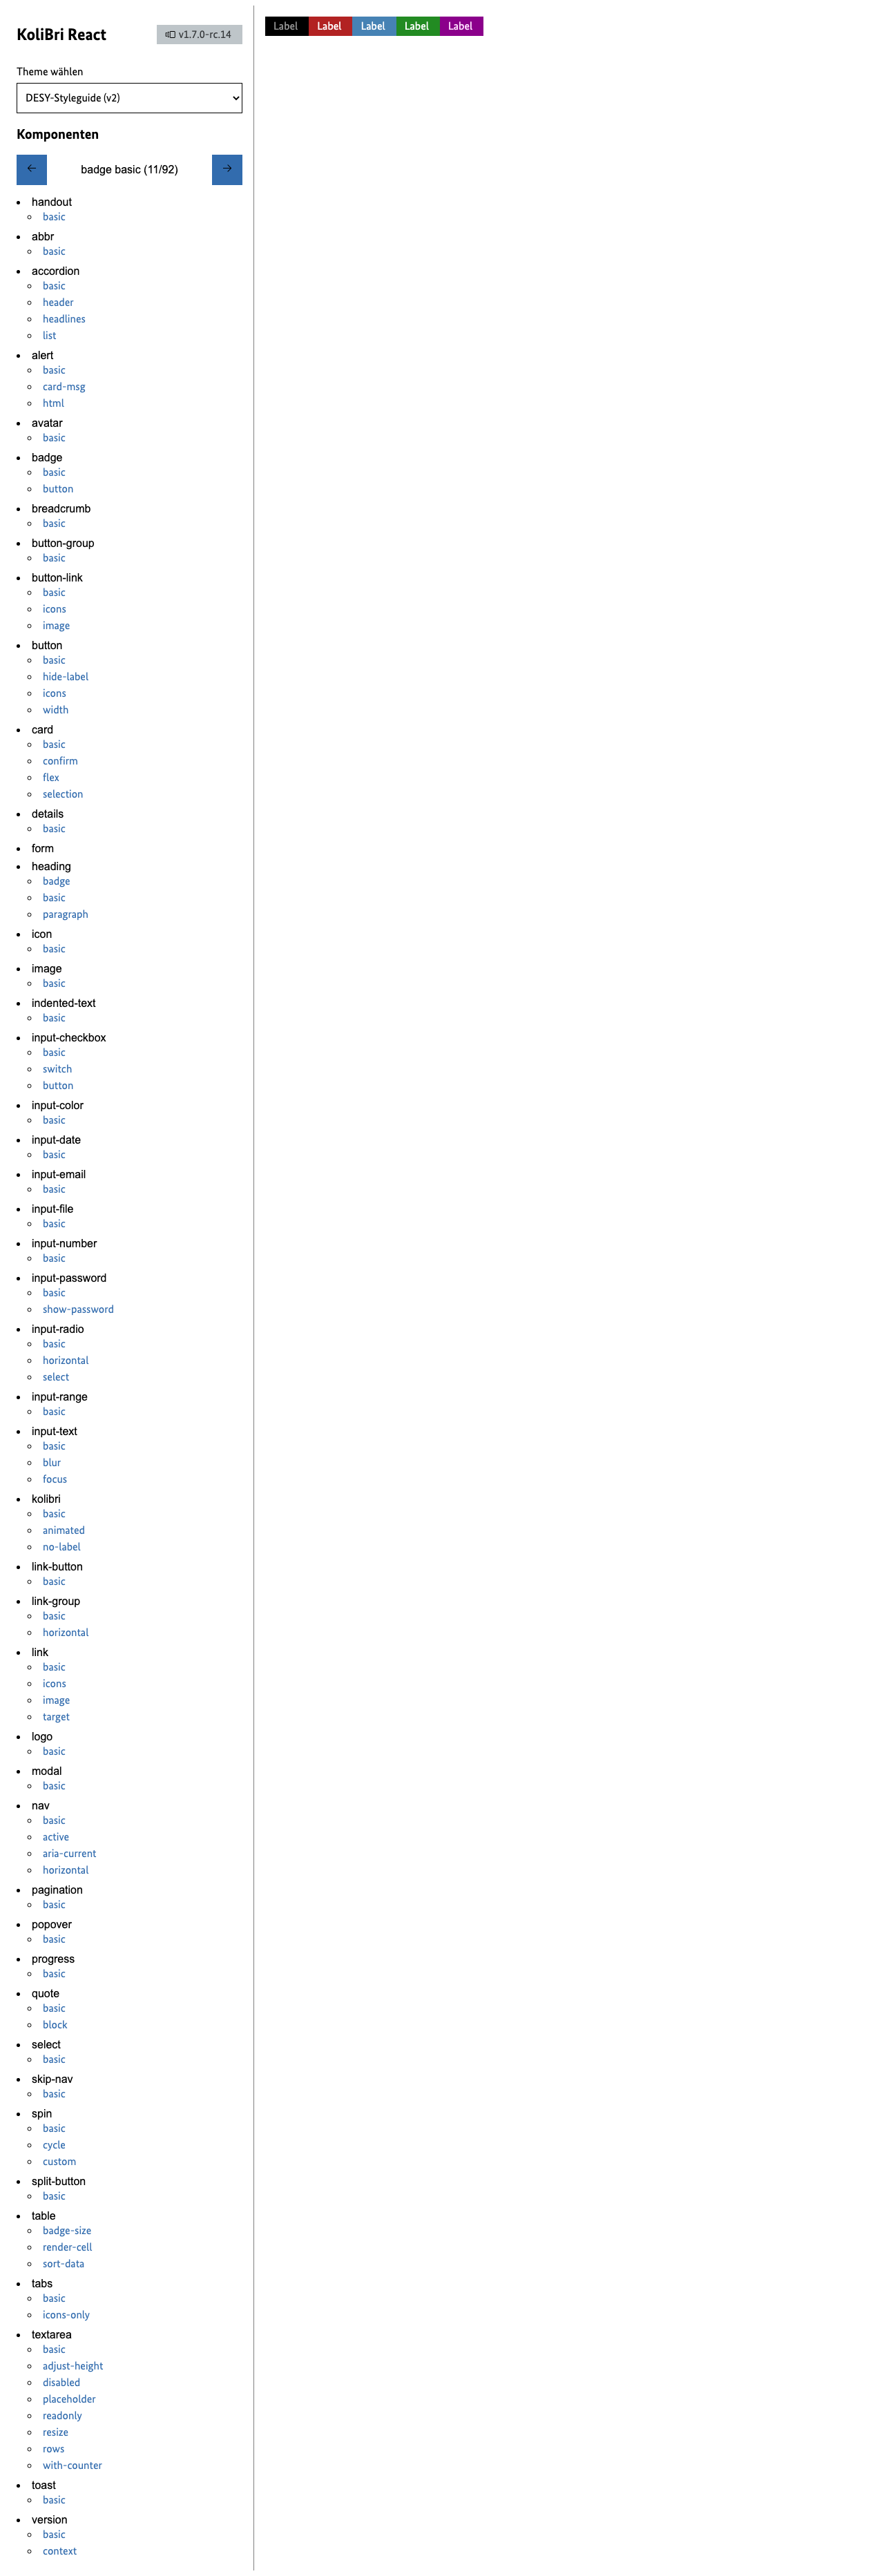 KoliBri React
v1.7.0-rc.14
Theme wählen
DESY-Styleguide (v2)
Komponenten
← badge basic (11/92) →
handout
basic
abbr
basic
accordion
basic
header
headlines
list
alert
basic
card-msg
html
avatar
basic
badge
basic
button
breadcrumb
basic
button-group
basic
button-link
basic
icons
image
button
basic
hide-label
icons
width
card
basic
confirm
flex
selection
details
basic
form
heading
badge
basic
paragraph
icon
basic
image
basic
indented-text
basic
input-checkbox
basic
switch
button
input-color
basic
input-date
basic
input-email
basic
input-file
basic
input-number
basic
input-password
basic
show-password
input-radio
basic
horizontal
select
input-range
basic
input-text
basic
blur
focus
kolibri
basic
animated
no-label
link-button
basic
link-group
basic
horizontal
link
basic
icons
image
target
logo
basic
modal
basic
nav
basic
active
aria-current
horizontal
pagination
basic
popover
basic
progress
basic
quote
basic
block
select
basic
skip-nav
basic
spin
basic
cycle
custom
split-button
basic
table
badge-size
render-cell
sort-data
tabs
basic
icons-only
textarea
basic
adjust-height
disabled
placeholder
readonly
resize
rows
with-counter
toast
basic
version
basic
context
Label Label Label Label Label